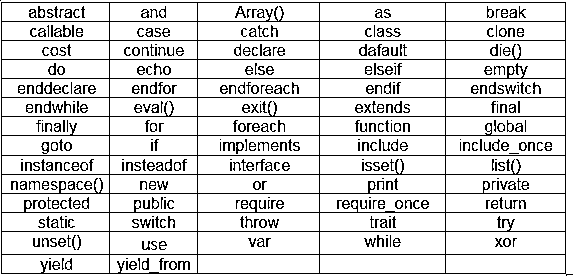 abstract and Array() as break
callable case catch class clone
cost continue declare dafault die()
do echo else elseif empty
enddeclare endfor endforeach endif endswitch
endwhile eval() exit() extends final
finally for foreach function global
goto if implements include include_once
instanceof insteadof interface isset() list()
namespace() new or print private
protected public require require_once return
static switch throw trait try
unset() use var while xor
yield yield_from